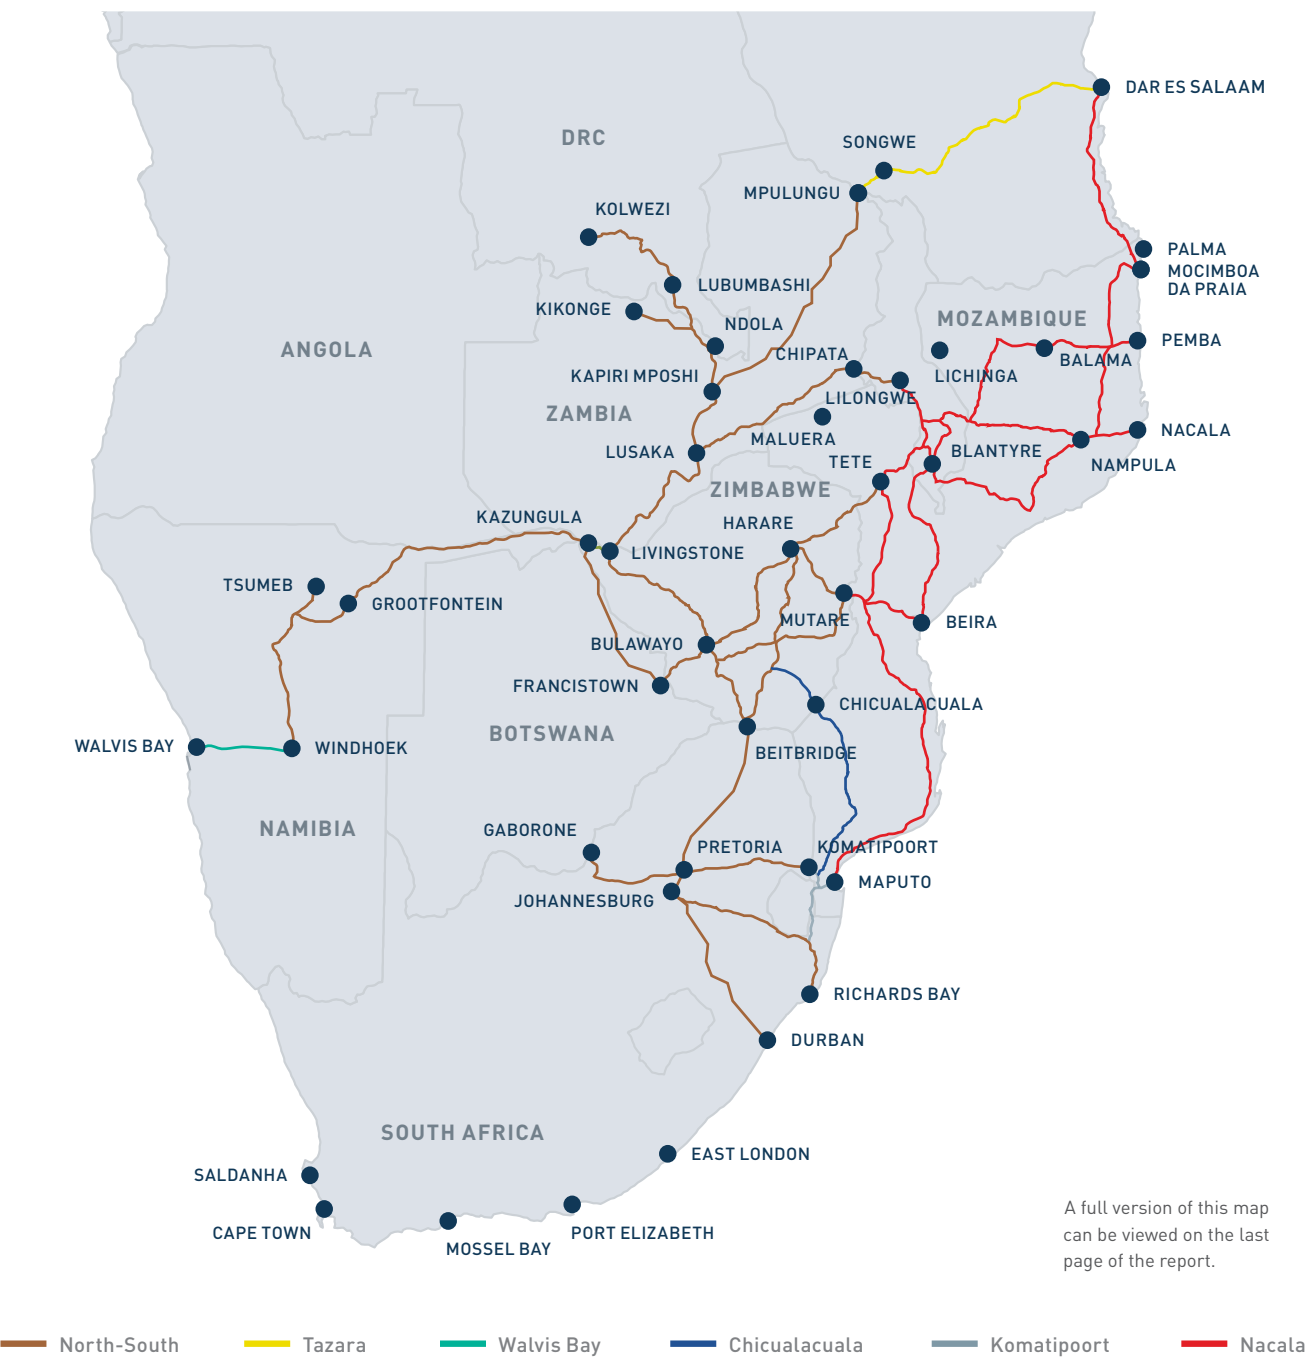 DAR ES SALAAM
DRC
SONGWE
MPULUNGU
KOLWEZI
PALMA
MOCIMBOA
DA PRAIA
LUBUMBASHI
KIKONGE
MOZAMBIQUE
NDOLA
PEMBA
ANGOLA
CHIPATA
BALAMA
KAPIRI MPOSHI
LICHINGA
LILONGWE
ZAMBIA
NACALA
MALUERA
LUSAKA
BLANTYRE
TETE
NAMPULA
ZIMBABWE
KAZUNGULA
HARARE
LIVINGSTONE
TSUMEB
GROOTFONTEIN
MUTARE
BEIRA
BULAWAYO
FRANCISTOWN
CHICUALACUALA
BOTSWANA
WALVIS BAY
WINDHOEK
BEITBRIDGE
NAMIBIA
GABORONE
PRETORIA
KOMATIPOORT
MAPUTO
JOHANNESBURG
RICHARDS BAY
DURBAN
SOUTH AFRICA
EAST LONDON
SALDANHA
CAPE TOWN
PORT ELIZABETH
MOSSEL BAY
A full version of this map
can be viewed on the last
page of the report.
North-South
Tazara
Walvis Bay
Chicualacuala
Komatipoort
Nacala